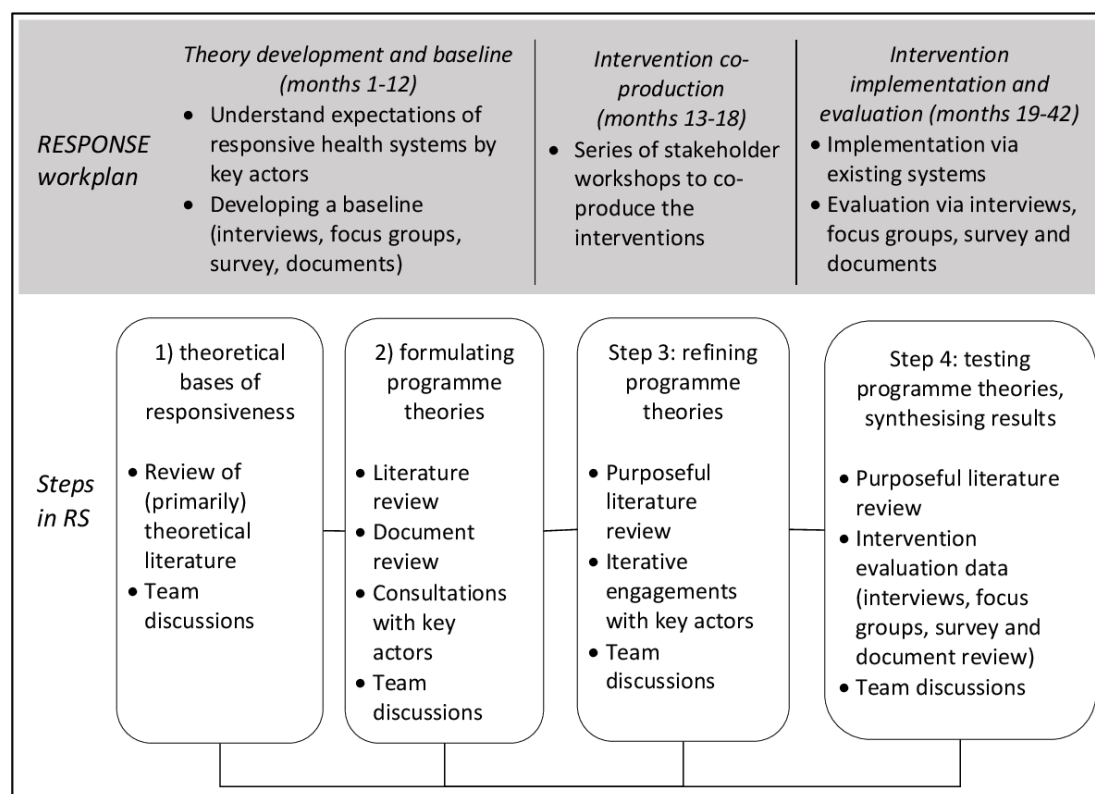 RESPONSE
workplan
Theory development and baseline
(months 1-12)
• Understand expectations of
responsive health systems by
key actors
• Developing a baseline
(interviews, focus groups,
survey, documents)
Intervention co-
production
(months 13-18)
• Series of stakeholder
workshops to co-
produce the
interventions
Intervention
implementation and
evaluation (months 19-42)
• Implementation via
existing systems
• Evaluation via interviews,
focus groups, survey and
documents
Steps
in RS
1) theoretical
bases of
responsiveness
• Review of
(primarily)
theoretical
literature
• Team
discussions
2) formulating
programme
theories
• Literature
review
• Document
review
• Consultations
with key
actors
• Team
discussions
Step 3: refining
programme
theories
• Purposeful
literature
review
• Iterative
engagements
with key actors
• Team
discussions
Step 4: testing
programme theories,
synthesising results
• Purposeful literature
review
• Intervention
evaluation data
(interviews, focus
groups, survey and
document review)
• Team discussions